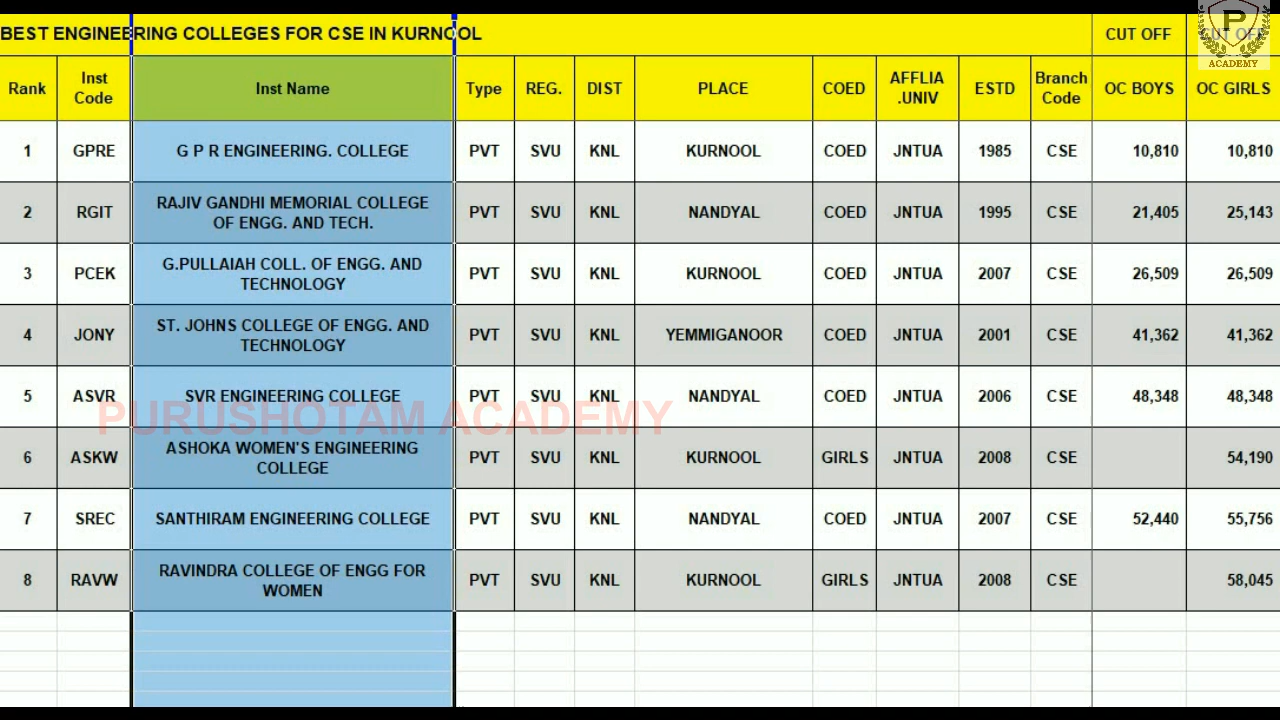 BEST ENGINEERING COLLEGES FOR CSE IN KURNOOL CUT OFF CUT OFF
P
ACADEMY
Rank Inst Code Inst Name Type REG. DIST PLACE COED AFFLIA .UNIV ESTD Branch Code OC BOYS OC GIRLS
1 GPRE G P R ENGINEERING. COLLEGE PVT SVU KNL KURNOOL COED JNTUA 1985 CSE 10,810 10,810
2 RGIT RAJIV GANDHI MEMORIAL COLLEGE OF ENGG. AND TECH. PVT SVU KNL NANDYAL COED JNTUA 1995 CSE 21,405 25,143
3 PCEK G.PULLAIAH COLL. OF ENGG. AND TECHNOLOGY PVT SVU KNL KURNOOL COED JNTUA 2007 CSE 26,509 26,509
4 JONY ST. JOHNS COLLEGE OF ENGG. AND TECHNOLOGY PVT SVU KNL YEMMIGANOOR COED JNTUA 2001 CSE 41,362 41,362
5 ASVR SVR ENGINEERING COLLEGE PVT SVU KNL NANDYAL COED JNTUA 2006 CSE 48,348 48,348
PURUSHOTAM ACADEMY
6 ASKW ASHOKA WOMEN'S ENGINEERING COLLEGE PVT SVU KNL KURNOOL GIRLS JNTUA 2008 CSE 54,190
7 SREC SANTHIRAM ENGINEERING COLLEGE PVT SVU KNL NANDYAL COED JNTUA 2007 CSE 52,440 55,756
8 RAVW RAVINDRA COLLEGE OF ENGG FOR WOMEN PVT SVU KNL KURNOOL GIRLS JNTUA 2008 CSE 58,045